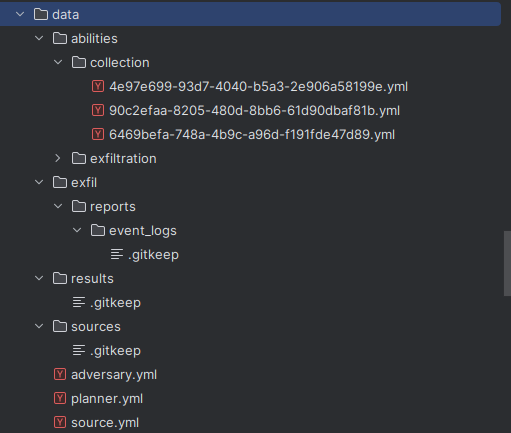 data
abilities
collection
4e97e699-93d7-4040-b5a3-2e906a58199e.yml
90c2efaa-8205-480d-8bb6-61d90dbaf81b.yml
6469befa-748a-4b9c-a96d-f191fde47d89.yml
exfiltration
exfil
reports
event_logs
.gitkeep
results
.gitkeep
sources
.gitkeep
adversary.yml
planner.yml
source.yml